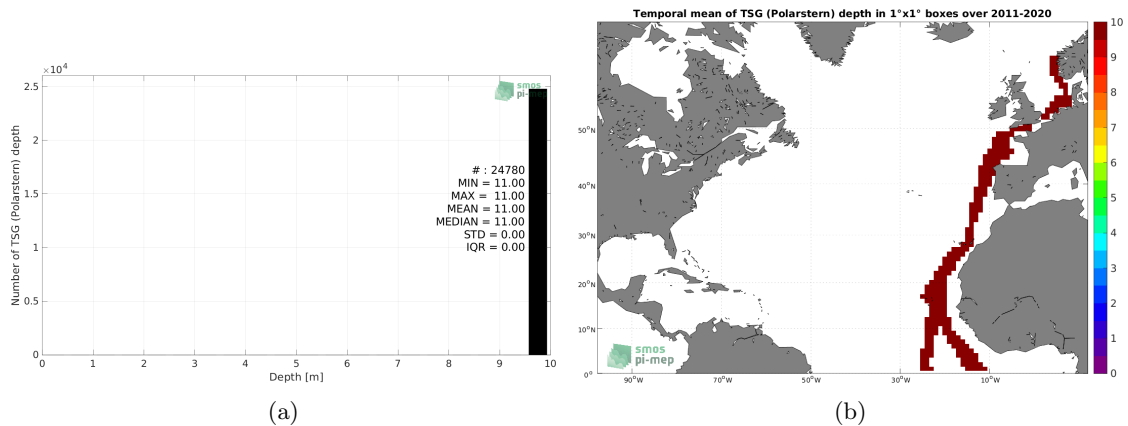 ×10⁴
2.5
2
1.5
1
0.5
0
Number of TSG (Polarstern) depth
smos
pi-mep
# : 24780
MIN = 11.00
MAX = 11.00
MEAN = 11.00
MEDIAN = 11.00
STD = 0.00
IQR = 0.00
0 1 2 3 4 5 6 7 8 9 10
Depth [m]
(a)
Temporal mean of TSG (Polarstern) depth in 1°x1° boxes over 2011-2020
50°N
40°N
30°N
20°N
10°N
0°
90°W 70°W 50°W 30°W 10°W
smos
pi-mep
10
9
8
7
6
5
4
3
2
1
0
(b)